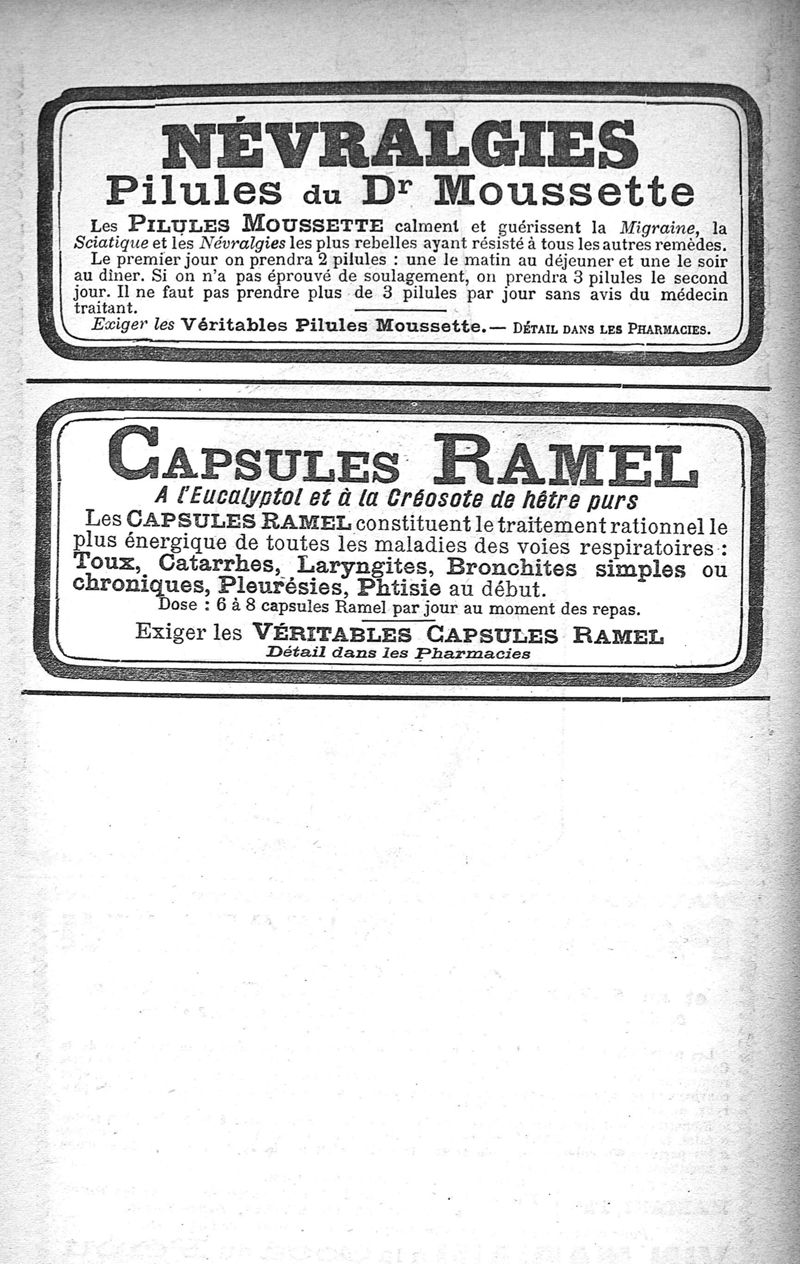 NÉVRALGIES
Pilules du Dr Moussette
Les PILULES MOUSSETTE calment et guérissent la Migraine, la
Sciatique et les Névralgies les plus rebelles ayant résisté à tous les autres remèdes.
Le premier jour on prendra 2 pilules : une le matin au déjeuner et une le soir
au dîner. Si on n'a pas éprouvé de soulagement, on prendra 3 pilules le second
jour. Il ne faut pas prendre plus de 3 pilules par jour sans avis du médecin
traitant.
Exiger les Véritables Pilules Moussette.— DÉTAIL DANS LES PHARMACIES.
CAPSULES RAMEL
A l'Eucalyptol et à la Créosote de hêtre purs
Les CAPSULES RAMEL constituent le traitement rationnel le
plus énergique de toutes les maladies des voies respiratoires :
Toux, Catarrhes, Laryngites, Bronchites simples ou
chroniques, Pleurésies, Phtisie au début.
Dose : 6 à 8 capsules Ramel par jour au moment des repas.
Exiger les VÉRITABLES CAPSULES RAMEL
Détail dans les Pharmacies